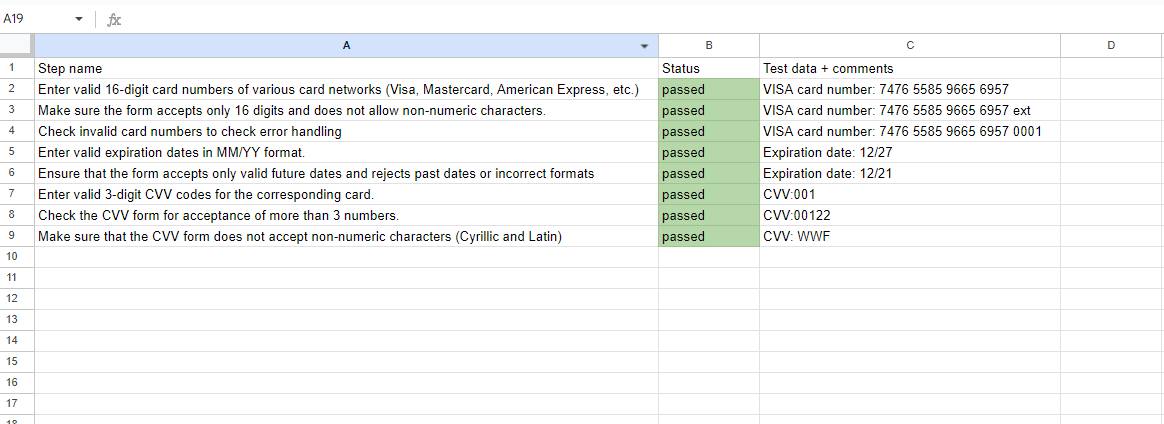 A19 fx
A B C D
1 Step name Status Test data + comments
2 Enter valid 16-digit card numbers of various card networks (Visa, Mastercard, American Express, etc.) passed VISA card number: 7476 5585 9665 6957
3 Make sure the form accepts only 16 digits and does not allow non-numeric characters. passed VISA card number: 7476 5585 9665 6957 ext
4 Check invalid card numbers to check error handling passed VISA card number: 7476 5585 9665 6957 0001
5 Enter valid expiration dates in MM/YY format. passed Expiration date: 12/27
6 Ensure that the form accepts only valid future dates and rejects past dates or incorrect formats passed Expiration date: 12/21
7 Enter valid 3-digit CVV codes for the corresponding card. passed CVV:001
8 Check the CVV form for acceptance of more than 3 numbers. passed CVV:00122
9 Make sure that the CVV form does not accept non-numeric characters (Cyrillic and Latin) passed CVV: WWF
10
11
12
13
14
15
16
17
18